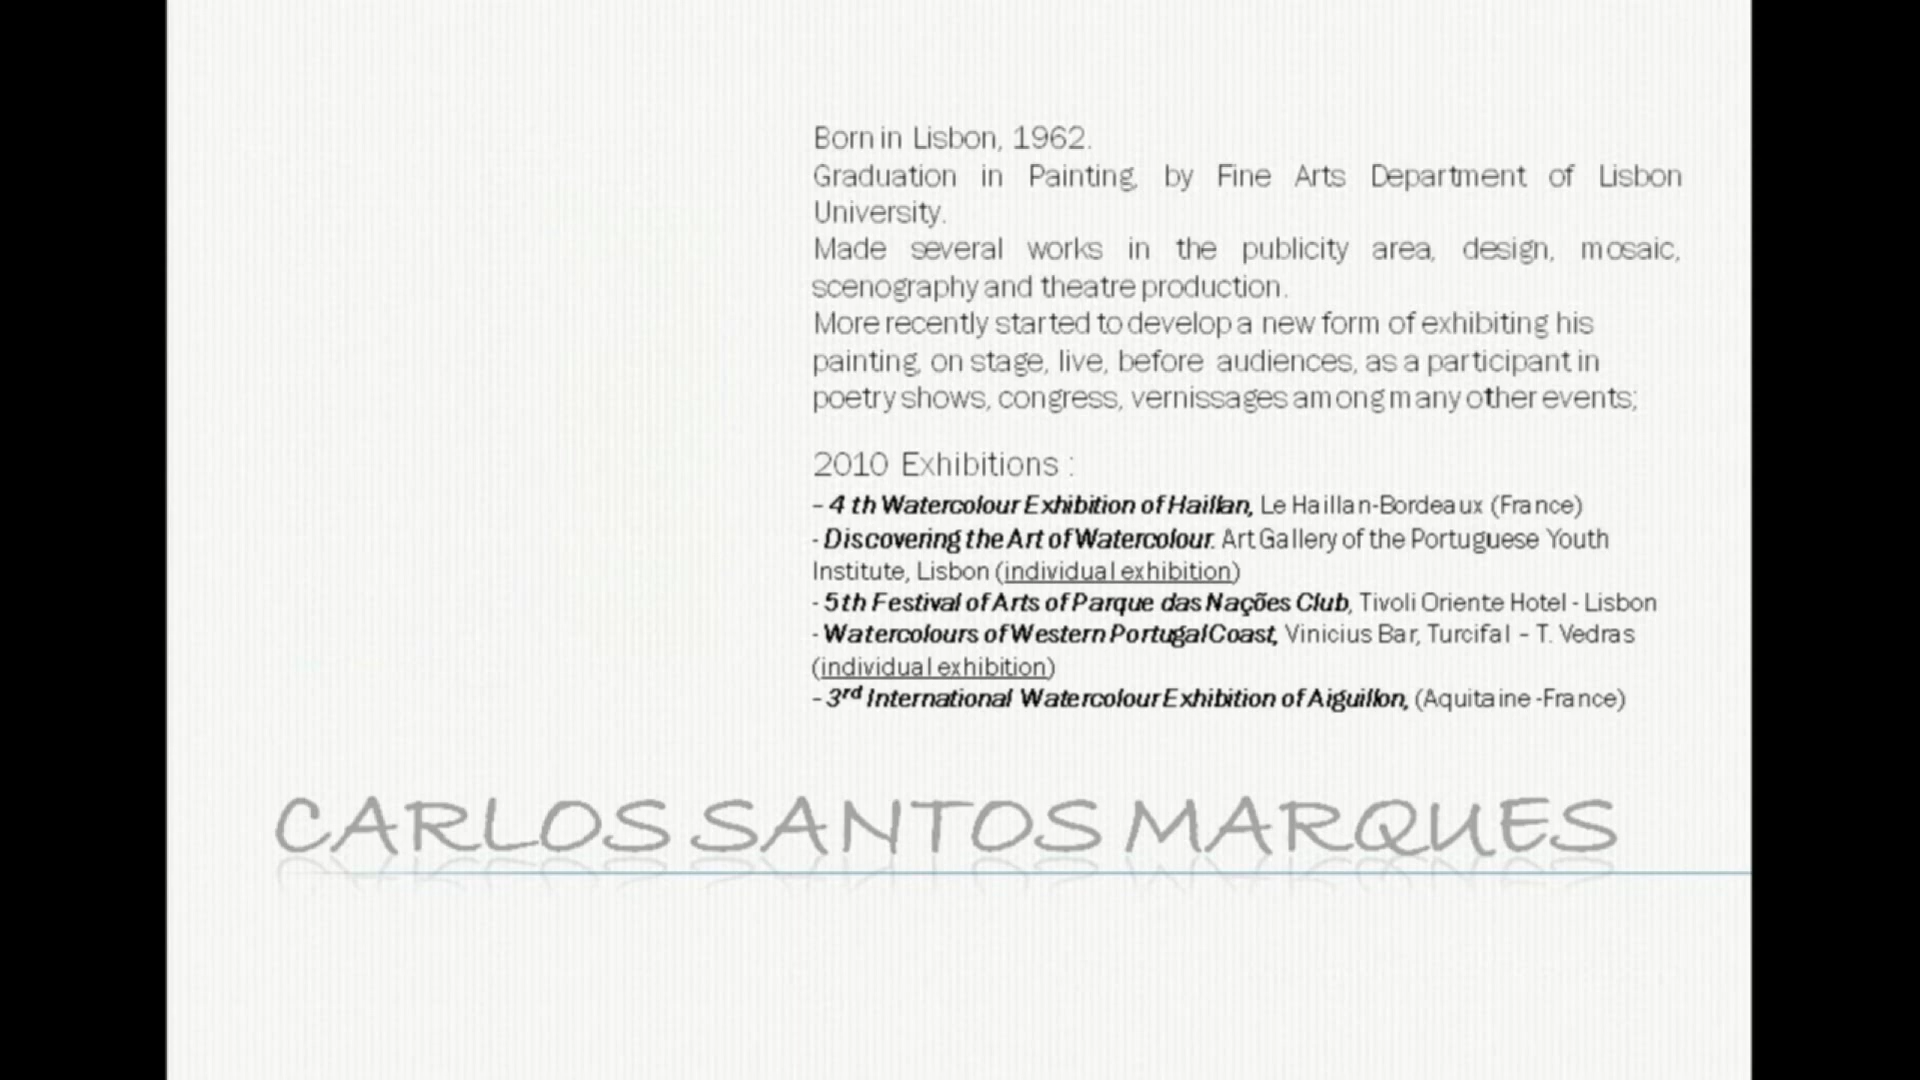 Born in Lisbon, 1962.
Graduation in Painting, by Fine Arts Department of Lisbon
University.
Made several works in the publicity area, design, mosaic,
scenography and theatre production.
More recently started to develop a new form of exhibiting his
painting, on stage, live, before audiences, as a participant in
poetry shows, congress, vernissages among many other events;
2010 Exhibitions :
– 4 th Watercolour Exhibition of Haillan, Le Haillan-Bordeaux (France)
- Discovering the Art of Watercolour. Art Gallery of the Portuguese Youth
Institute, Lisbon (individual exhibition)
- 5th Festival of Arts of Parque das Nações Club, Tivoli Oriente Hotel - Lisbon
- Watercolours of Western Portugal Coast, Vinicius Bar, Turcifal – T. Vedras
(individual exhibition)
– 3rd International Watercolour Exhibition of Aiguillon, (Aquitaine -France)
CARLOS SANTOS MARQUES